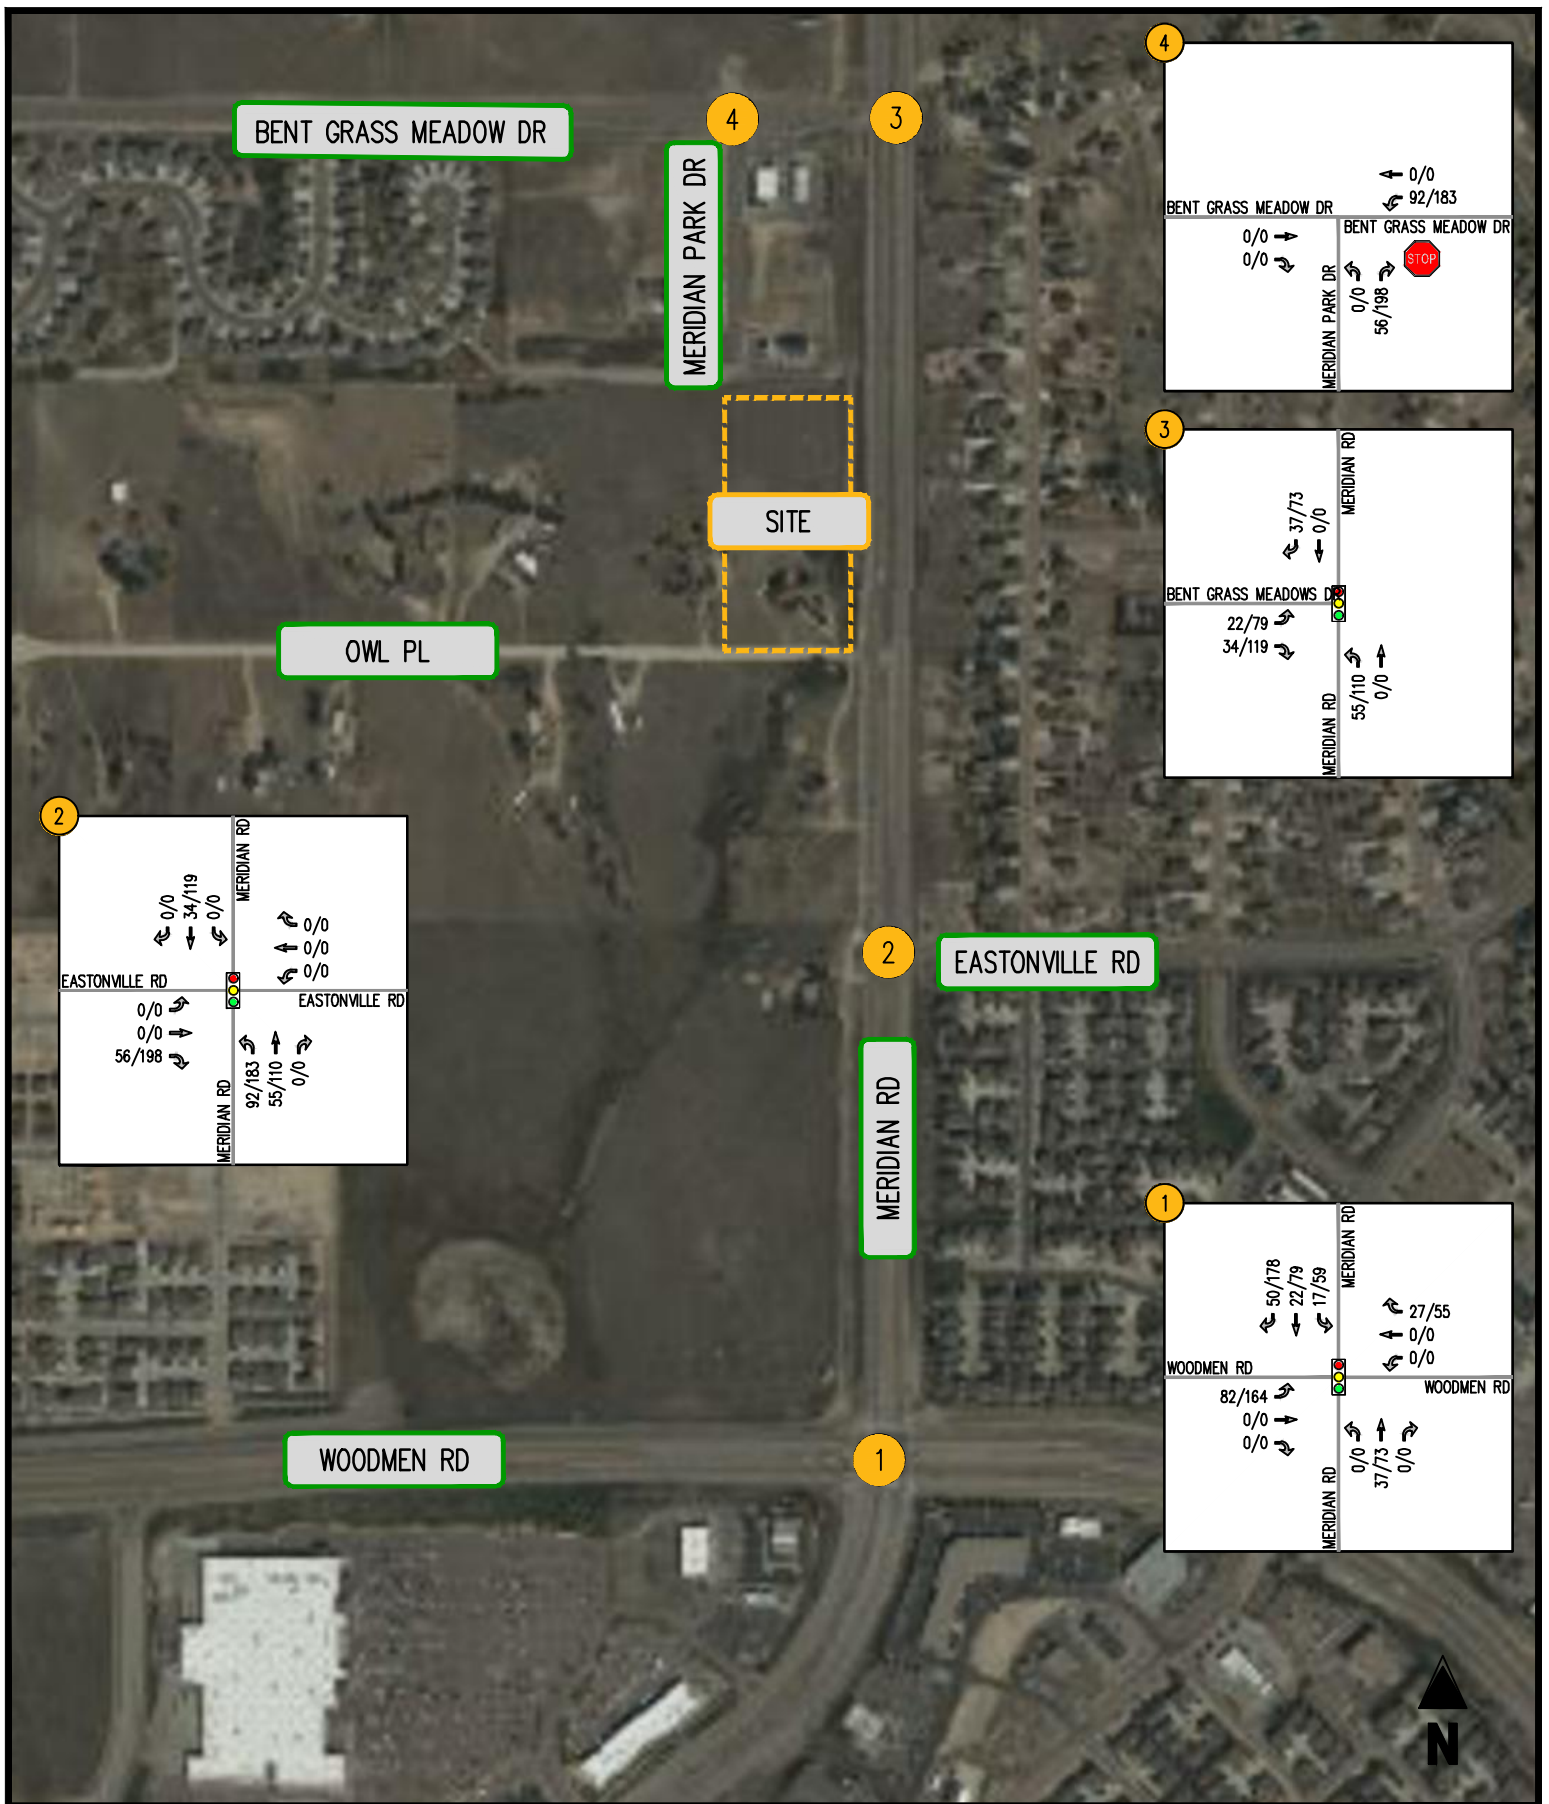 BENT GRASS MEADOW DR
4
3
MERIDIAN PARK DR
SITE
OWL PL
2
EASTONVILLE RD
MERIDIAN RD
WOODMEN RD
1
4
0/0
92/183
BENT GRASS MEADOW DR
BENT GRASS MEADOW DR
0/0
0/0
STOP
MERIDIAN PARK DR
0/0
56/198
3
MERIDIAN RD
37/73
0/0
BENT GRASS MEADOWS DR
22/79
34/119
MERIDIAN RD
55/110
0/0
2
MERIDIAN RD
0/0
34/119
0/0
0/0
0/0
0/0
EASTONVILLE RD
EASTONVILLE RD
0/0
0/0
56/198
MERIDIAN RD
92/183
55/110
0/0
1
MERIDIAN RD
50/178
22/79
17/59
27/55
0/0
0/0
WOODMEN RD
WOODMEN RD
82/164
0/0
0/0
MERIDIAN RD
0/0
37/73
0/0
N